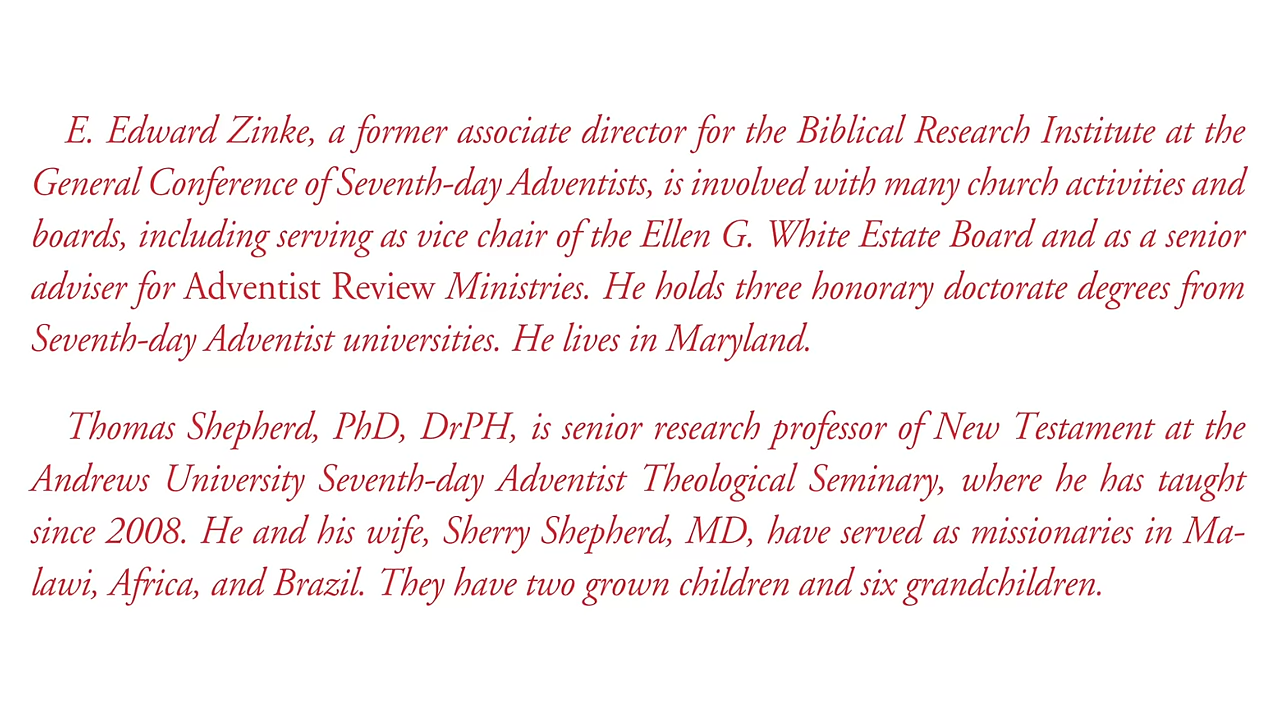 E. Edward Zinke, a former associate director for the Biblical Research Institute at the
General Conference of Seventh-day Adventists, is involved with many church activities and
boards, including serving as vice chair of the Ellen G. White Estate Board and as a senior
adviser for Adventist Review Ministries. He holds three honorary doctorate degrees from
Seventh-day Adventist universities. He lives in Maryland.
Thomas Shepherd, PhD, DrPH, is senior research professor of New Testament at the
Andrews University Seventh-day Adventist Theological Seminary, where he has taught
since 2008. He and his wife, Sherry Shepherd, MD, have served as missionaries in Ma-
lawi, Africa, and Brazil. They have two grown children and six grandchildren.